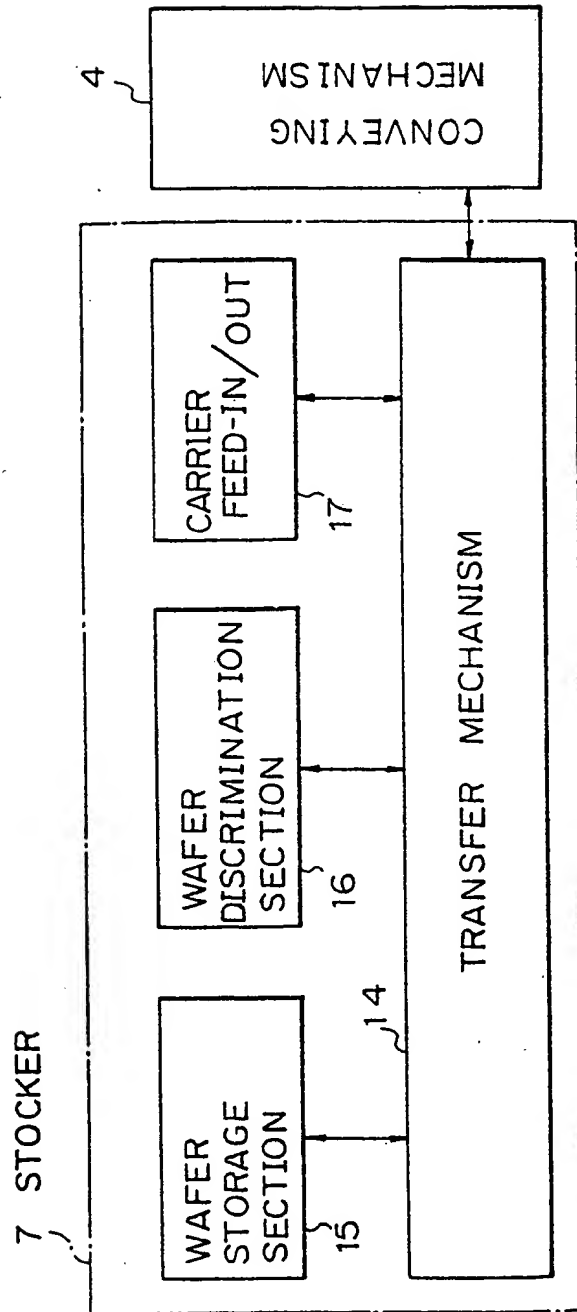 7 STOCKER
WAFER
STORAGE
SECTION
15
WAFER
DISCRIMINATION
SECTION
16
CARRIER
FEED-IN/OUT
17
14
TRANSFER MECHANISM
4
CONVEYING
MECHANISM